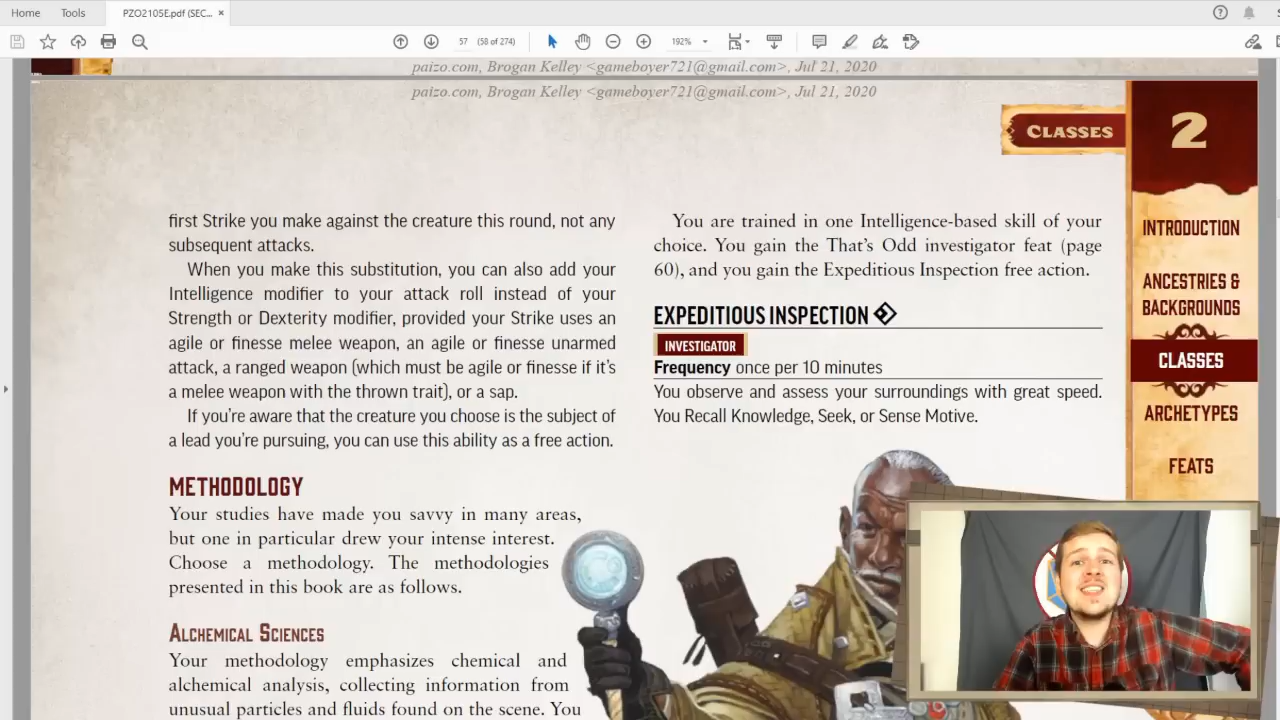 Home
Tools
PZO2105E.pdf (SEC...
57
(58 of 274)
192%
paizo.com, Brogan Kelley <gameboyer721@gmail.com>, Jul 21, 2020
paizo.com, Brogan Kelley <gameboyer721@gmail.com>, Jul 21, 2020
CLASSES
2
first Strike you make against the creature this round, not any
subsequent attacks.
When you make this substitution, you can also add your
Intelligence modifier to your attack roll instead of your
Strength or Dexterity modifier, provided your Strike uses an
agile or finesse melee weapon, an agile or finesse unarmed
attack, a ranged weapon (which must be agile or finesse if it's
a melee weapon with the thrown trait), or a sap.
If you're aware that the creature you choose is the subject of
a lead you're pursuing, you can use this ability as a free action.
METHODOLOGY
Your studies have made you savvy in many areas,
but one in particular drew your intense interest.
Choose a methodology. The methodologies
presented in this book are as follows.
ALCHEMICAL SCIENCES
Your methodology emphasizes chemical and
alchemical analysis, collecting information from
unusual particles and fluids found on the scene. You
You are trained in one Intelligence-based skill of your
choice. You gain the That's Odd investigator feat (page
60), and you gain the Expeditious Inspection free action.
EXPEDITIOUS INSPECTION
INVESTIGATOR
Frequency once per 10 minutes
You observe and assess your surroundings with great speed.
You Recall Knowledge, Seek, or Sense Motive.
INTRODUCTION
ANCESTRIES &
BACKGROUNDS
CLASSES
ARCHETYPES
FEATS